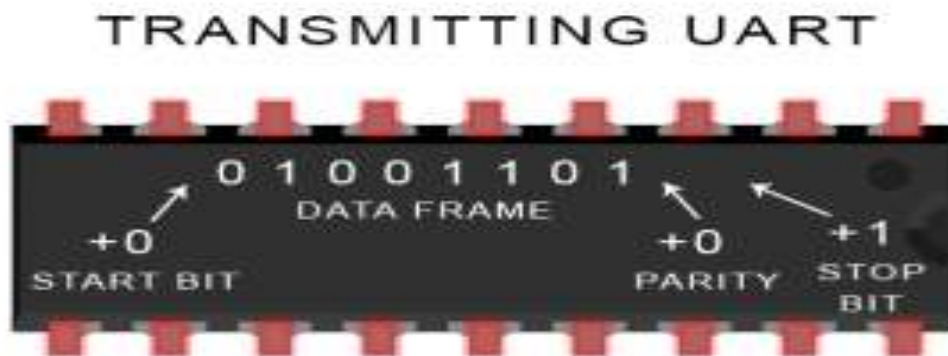 TRANSMITTING UART
0 1 0 0 1 1 0 1
DATA FRAME
+0
START BIT
+0
PARITY
+1
STOP
BIT